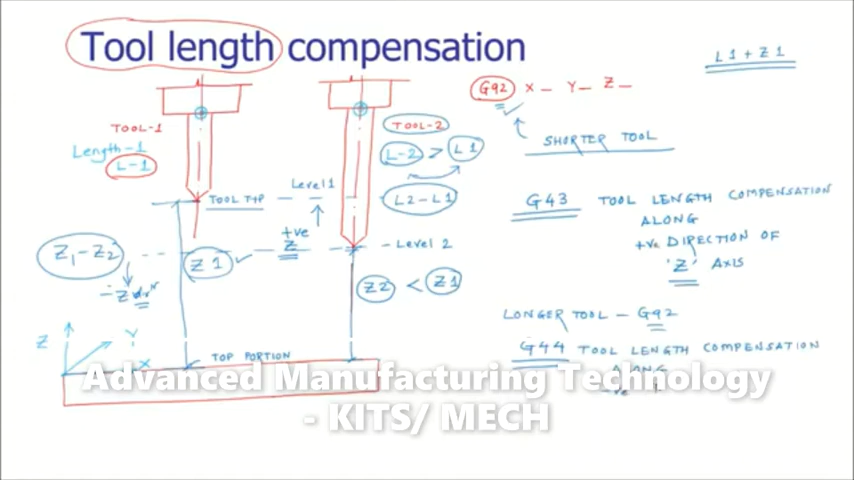 Tool length compensation
L1 + Z1
G92 X – Y – Z –
TOOL-1
Length-1
L-1
TOOL-2
L-2 > L1
SHORTER TOOL
Level1
TOOL TIP
L2-L1
G43 TOOL LENGTH COMPENSATION
ALONG
+ve DIRECTION OF
'Z' AXIS
+ve
Z
Level 2
Z1-Z2
Z1
Z2 < Z1
LONGER TOOL - G92
G44 TOOL LENGTH COMPENSATION
ALONG
-ve
Z
Y
X
TOP PORTION
Advanced Manufacturing Technology
- KITS/ MECH